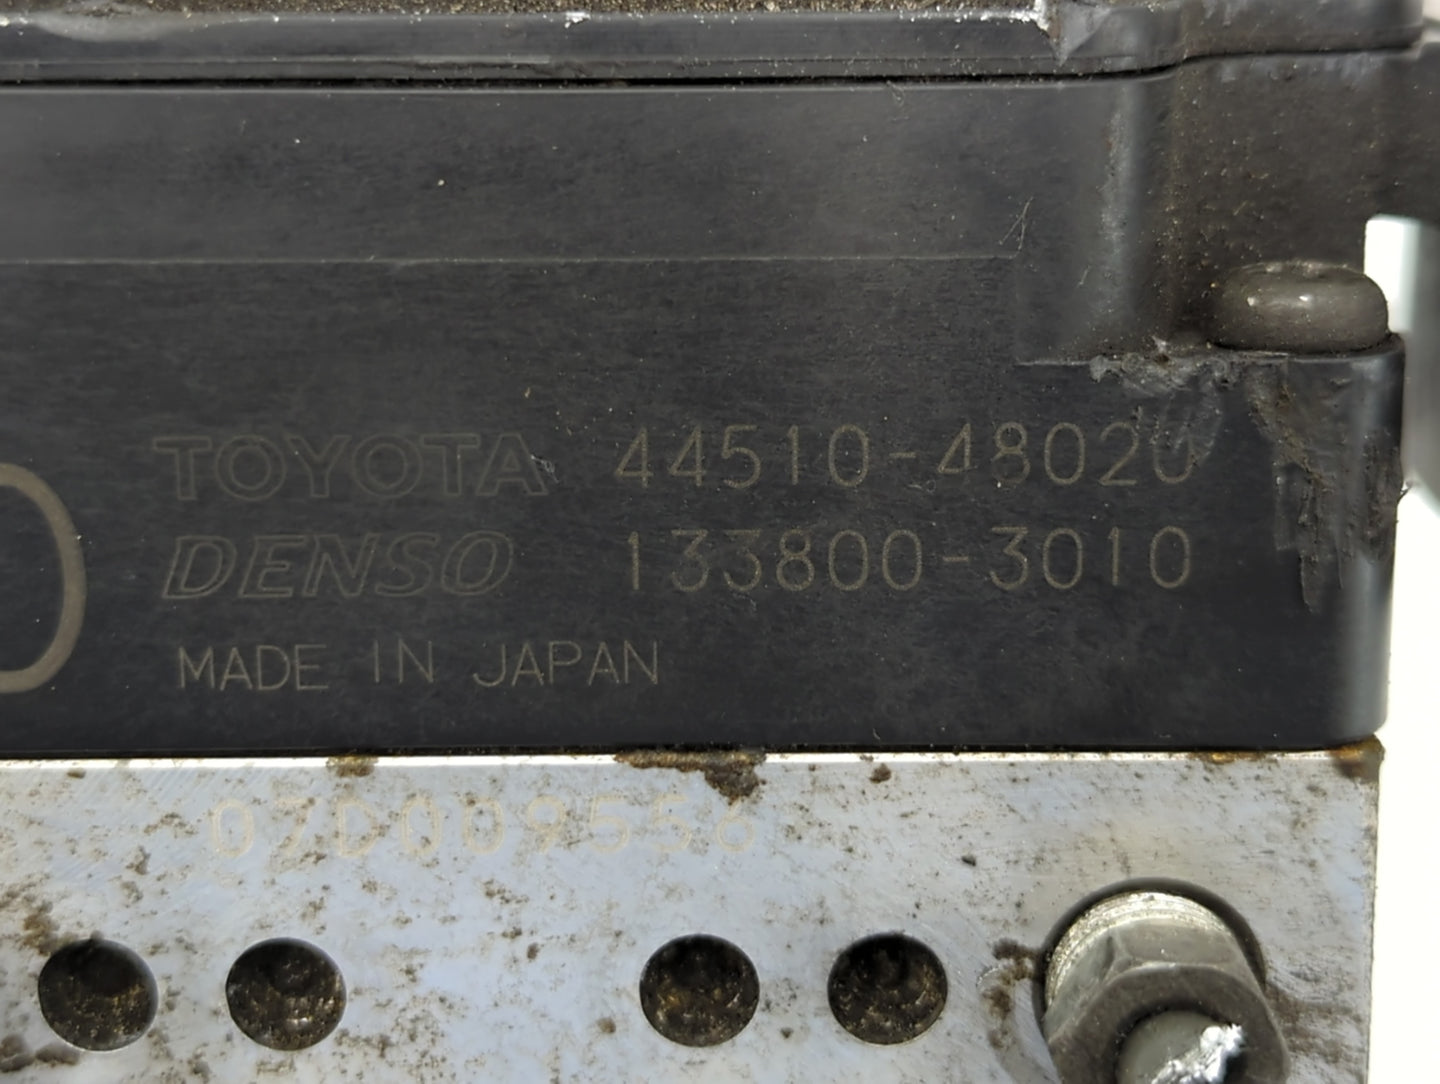 TOYOTA 44510-48020
DENSO 133800-3010
MADE IN JAPAN
07D009556